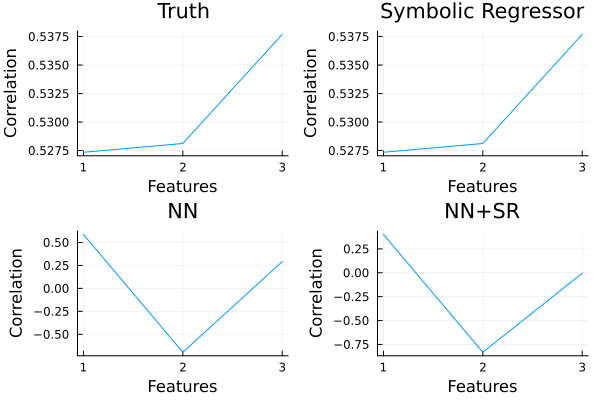 Truth
Correlation
0.5375
0.5350
0.5325
0.5300
0.5275
1 2 3
Features
Symbolic Regressor
Correlation
0.5375
0.5350
0.5325
0.5300
0.5275
1 2 3
Features
NN
Correlation
0.50
0.25
0.00
−0.25
−0.50
1 2 3
Features
NN+SR
Correlation
0.25
0.00
−0.25
−0.50
−0.75
1 2 3
Features